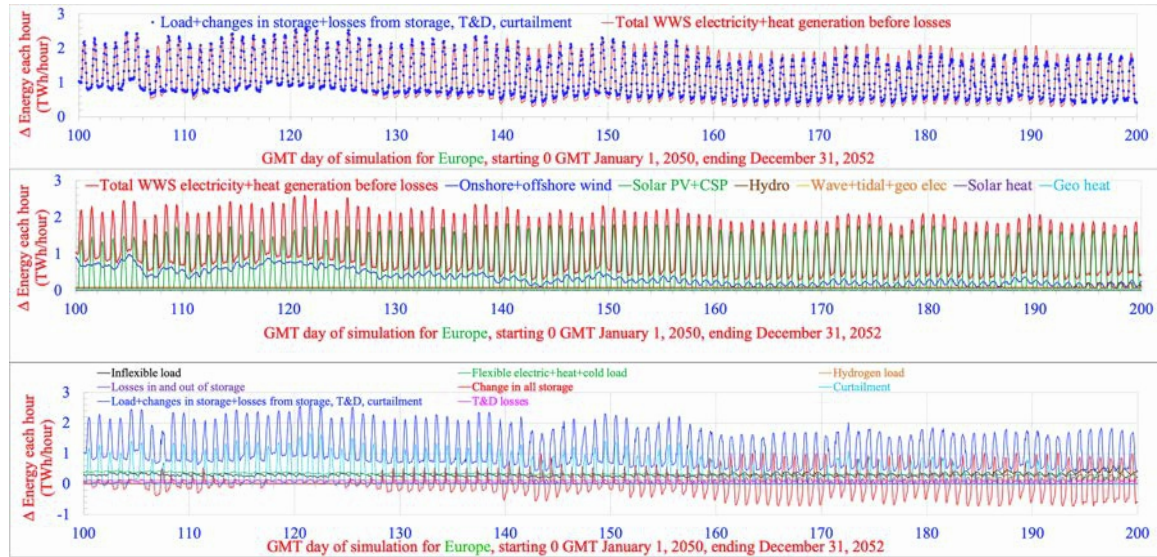 Load+changes in storage+losses from storage, T&D, curtailment —Total WWS electricity+heat generation before losses
Δ Energy each hour
(TWh/hour)
3
2
1
0
100 110 120 130 140 150 160 170 180 190 200
GMT day of simulation for Europe, starting 0 GMT January 1, 2050, ending December 31, 2052
—Total WWS electricity+heat generation before losses —Onshore+offshore wind —Solar PV+CSP —Hydro —Wave+tidal+geo elec —Solar heat —Geo heat
Δ Energy each hour
(TWh/hour)
3
2
1
0
100 110 120 130 140 150 160 170 180 190 200
GMT day of simulation for Europe, starting 0 GMT January 1, 2050, ending December 31, 2052
—Inflexible load —Flexible electric+heat+cold load —Hydrogen load
—Losses in and out of storage —Change in all storage —Curtailment
—Load+changes in storage+losses from storage, T&D, curtailment —T&D losses
Δ Energy each hour
(TWh/hour)
3
2
1
0
-1
100 110 120 130 140 150 160 170 180 190 200
GMT day of simulation for Europe, starting 0 GMT January 1, 2050, ending December 31, 2052